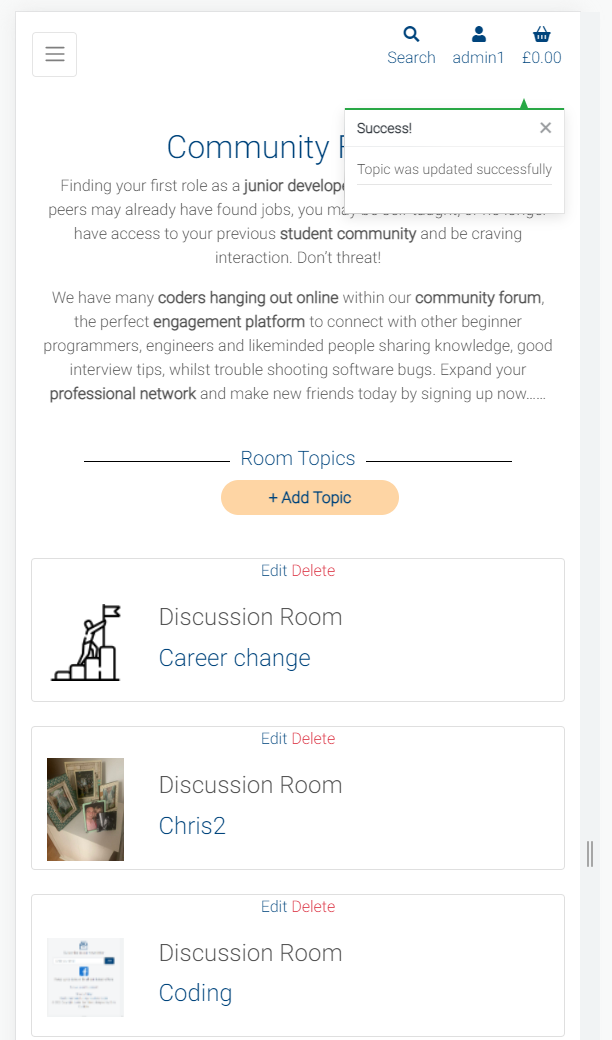 Search admin1 £0.00
Success! ×
Topic was updated successfully
Community F
Finding your first role as a junior develope
peers may already have found jobs, you may
have access to your previous student community and be craving
interaction. Don't threat!
We have many coders hanging out online within our community forum,
the perfect engagement platform to connect with other beginner
programmers, engineers and likeminded people sharing knowledge, good
interview tips, whilst trouble shooting software bugs. Expand your
professional network and make new friends today by signing up now......
Room Topics
+ Add Topic
Edit Delete
Discussion Room
Career change
Edit Delete
Discussion Room
Chris2
Edit Delete
Discussion Room
Coding